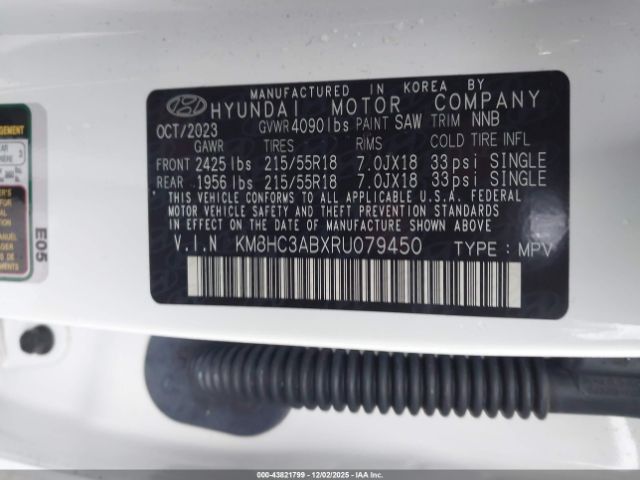 MANUFACTURED IN KOREA BY
HYUNDAI MOTOR COMPANY
OCT/2023 GVWR 4090lbs PAINT SAW TRIM NNB
GAWR TIRES RIMS COLD TIRE INFL
FRONT 2425lbs 215/55R18 7.0JX18 33psi SINGLE
REAR 1956lbs 215/55R18 7.0JX18 33psi SINGLE
THIS VEHICLE CONFORMS TO ALL APPLICABLE U.S.A. FEDERAL
MOTOR VEHICLE SAFETY, BUMPER, AND THEFT PREVENTION
STANDARDS IN EFFECT ON THE DATE OF MANUFACTURE SHOWN ABOVE.
V.I.N KM8HC3ABXRU079450 TYPE : MPV
E05
000-43821799 - 12/02/2025 - IAAI.COM